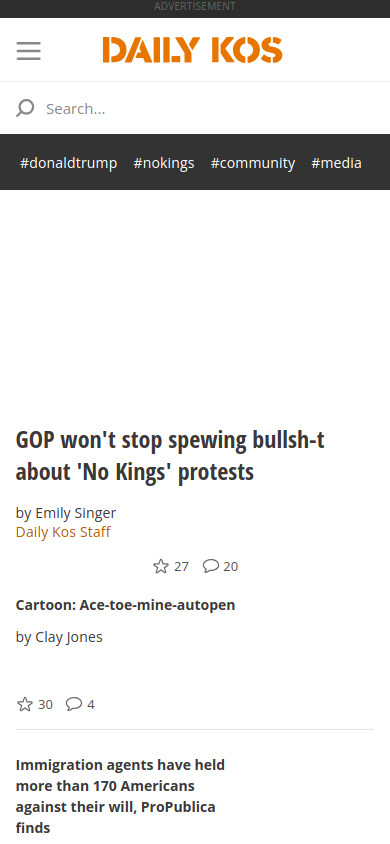 ADVERTISEMENT
DAILY KOS
Search...
#donaldtrump #nokings #community #media
GOP won't stop spewing bullsh-t
about 'No Kings' protests
by Emily Singer
Daily Kos Staff
27 20
Cartoon: Ace-toe-mine-autopen
by Clay Jones
30 4
Immigration agents have held
more than 170 Americans
against their will, ProPublica
finds